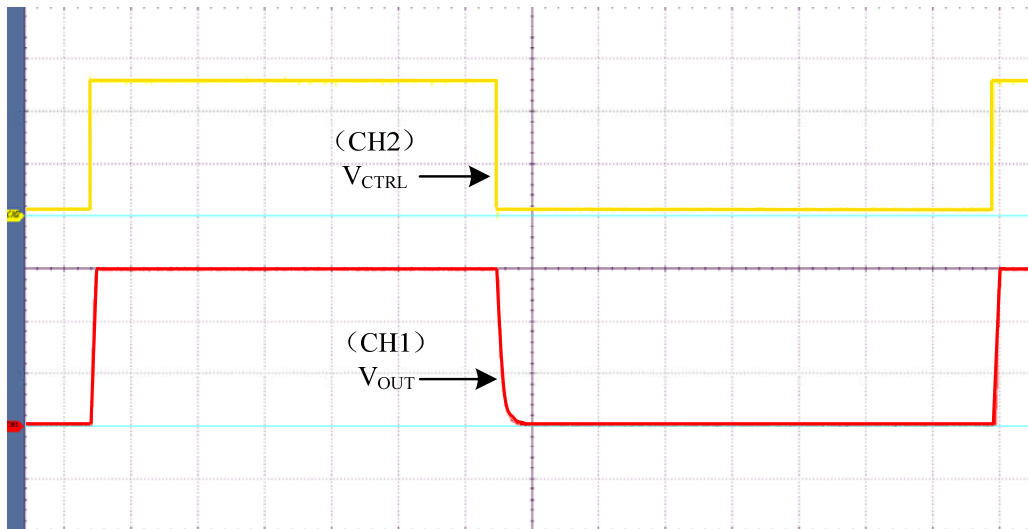 （CH2）
VCTRL
（CH1）
VOUT